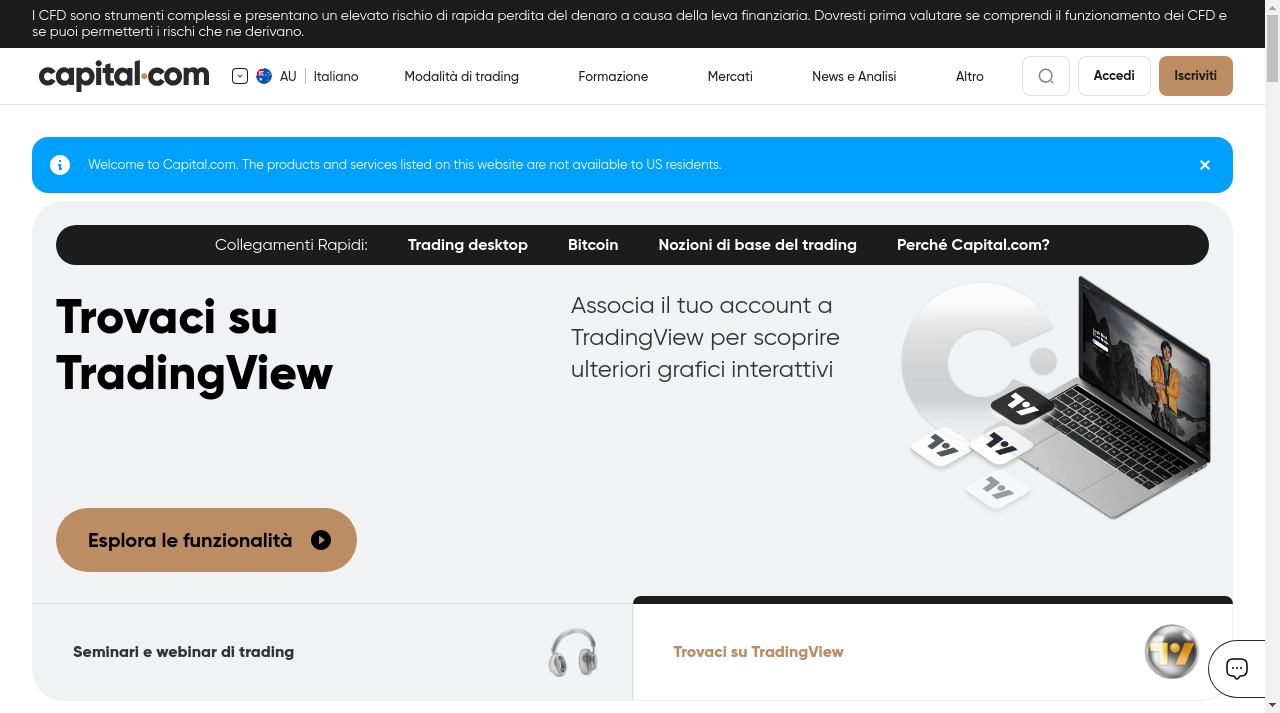 I CFD sono strumenti complessi e presentano un elevato rischio di rapida perdita del denaro a causa della leva finanziaria. Dovresti prima valutare se comprendi il funzionamento dei CFD e
se puoi permetterti i rischi che ne derivano.
capital.com
AU
Italiano
Modalità di trading
Formazione
Mercati
News e Analisi
Altro
Accedi
Iscriviti
Welcome to Capital.com. The products and services listed on this website are not available to US residents.
Collegamenti Rapidi:
Trading desktop
Bitcoin
Nozioni di base del trading
Perché Capital.com?
Trovaci su
TradingView
Associa il tuo account a
TradingView per scoprire
ulteriori grafici interattivi
Esplora le funzionalità
Seminari e webinar di trading
Trovaci su TradingView